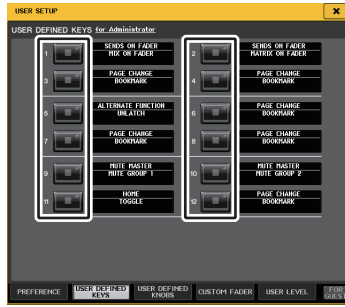 USER SETUP
USER DEFINED KEYS for Administrator
1 SENDS ON FADER
MIX ON FADER
2 SENDS ON FADER
MATRIX ON FADER
3 PAGE CHANGE
BOOKMARK
4 PAGE CHANGE
BOOKMARK
5 ALTERNATE FUNCTION
UNLATCH
6 PAGE CHANGE
BOOKMARK
7 PAGE CHANGE
BOOKMARK
8 PAGE CHANGE
BOOKMARK
9 MUTE MASTER
MUTE GROUP 1
10 MUTE MASTER
MUTE GROUP 2
11 HOME
TOGGLE
12 PAGE CHANGE
BOOKMARK
PREFERENCE
USER DEFINED
KEYS
USER DEFINED
KNOBS
CUSTOM FADER
USER LEVEL
FOR
GUEST